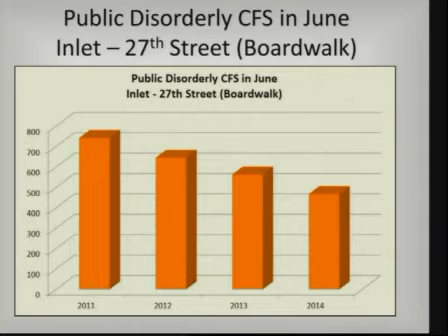 Public Disorderly CFS in June
Inlet – 27th Street (Boardwalk)
Public Disorderly CFS in June
Inlet - 27th Street (Boardwalk)
800
700
600
500
400
300
200
100
0
2011 2012 2013 2014